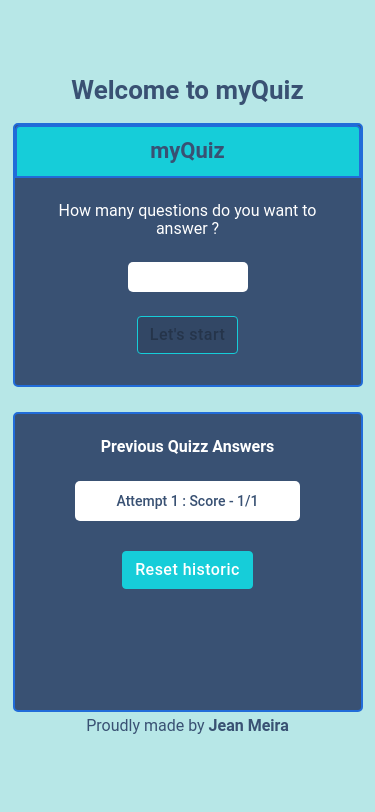 Welcome to myQuiz
myQuiz
How many questions do you want to
answer ?
Let's start
Previous Quizz Answers
Attempt 1 : Score - 1/1
Reset historic
Proudly made by Jean Meira